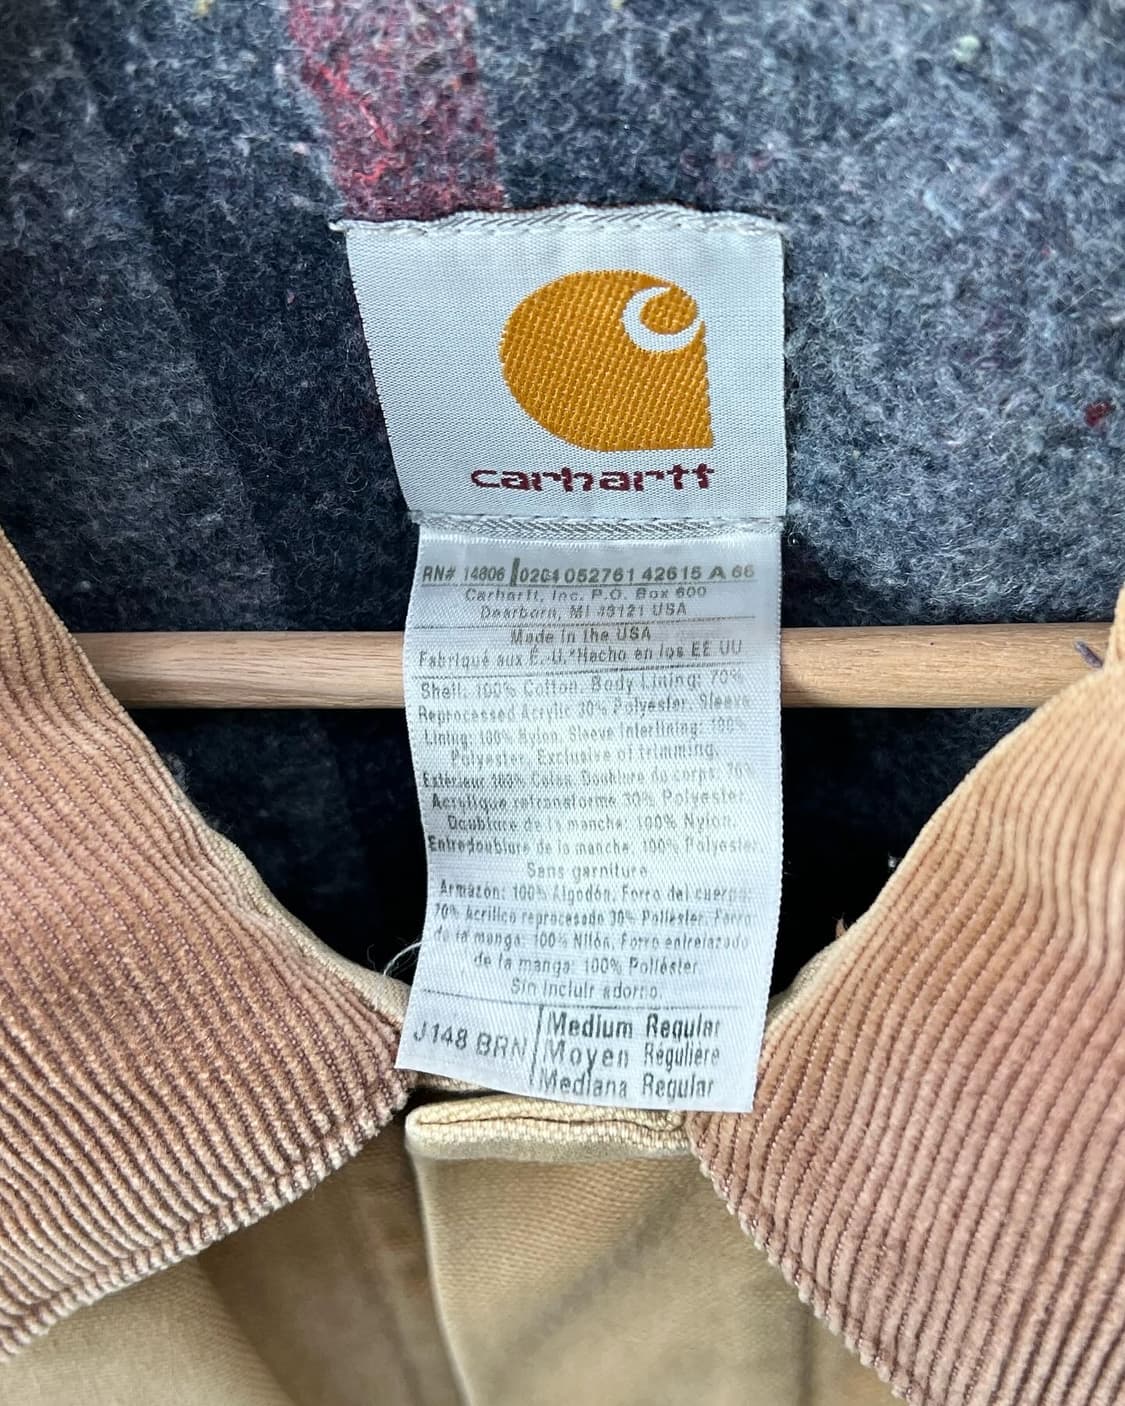 carhartt
RN# 14806 0204 052761 42615 A 66
Carhartt, Inc. P.O. Box 600
Dearborn, MI 48121 USA
Made in the USA
Fabriqué aux É.-U.*Hecho en los EE UU
Shell: 100% Cotton. Body Lining: 70%
Reprocessed Acrylic 30% Polyester. Sleeve
Lining: 100% Nylon. Sleeve Interlining: 100%
Polyester. Exclusive of trimming.
Extérieur 100% Coton. Doublure du corps: 70%
Acrylique retransforme 30% Polyester.
Doublure de la manche: 100% Nylon.
Entredoublure de la manche: 100% Polyester
Sans garniture
Armazón: 100% Algodón. Forro del cuerpo:
70% Acrilico reprocesado 30% Poliéster. Forro
de la manga: 100% Nilón. Forro entrelazado
de la manga: 100% Poliéster.
Sin incluir adorno.
J148 BRN
Medium Regular
Moyen Regulière
Mediana Regular